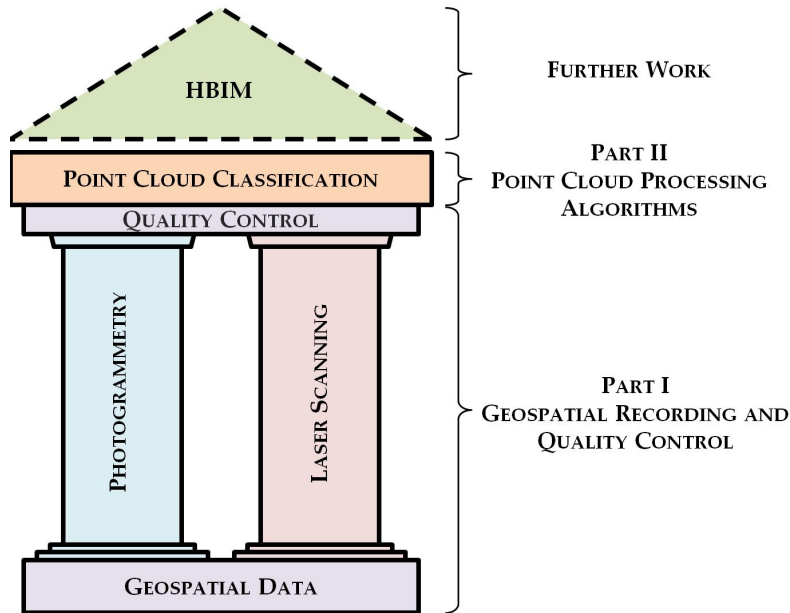 HBIM
FURTHER WORK
POINT CLOUD CLASSIFICATION
PART II
POINT CLOUD PROCESSING
ALGORITHMS
QUALITY CONTROL
PHOTOGRAMMETRY
LASER SCANNING
PART I
GEOSPATIAL RECORDING AND
QUALITY CONTROL
GEOSPATIAL DATA